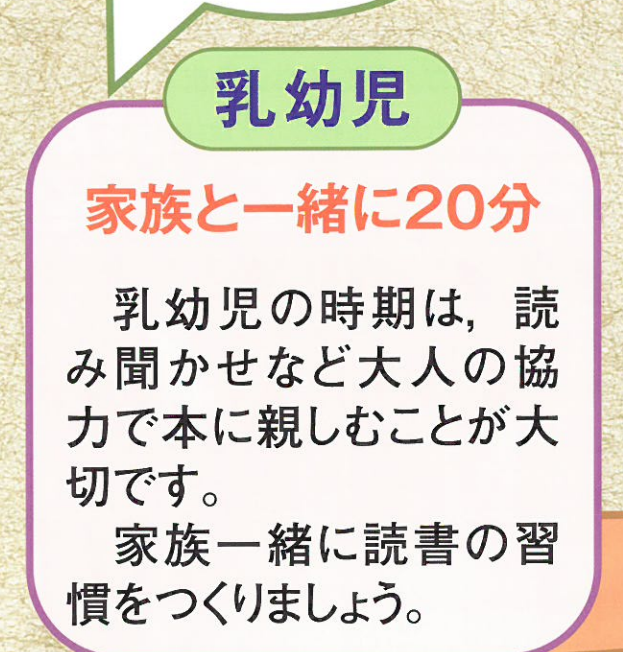 乳幼児
家族と一緒に20分
　乳幼児の時期は，読
み聞かせなど大人の協
力で本に親しむことが大
切です。
　家族一緒に読書の習
慣をつくりましょう。